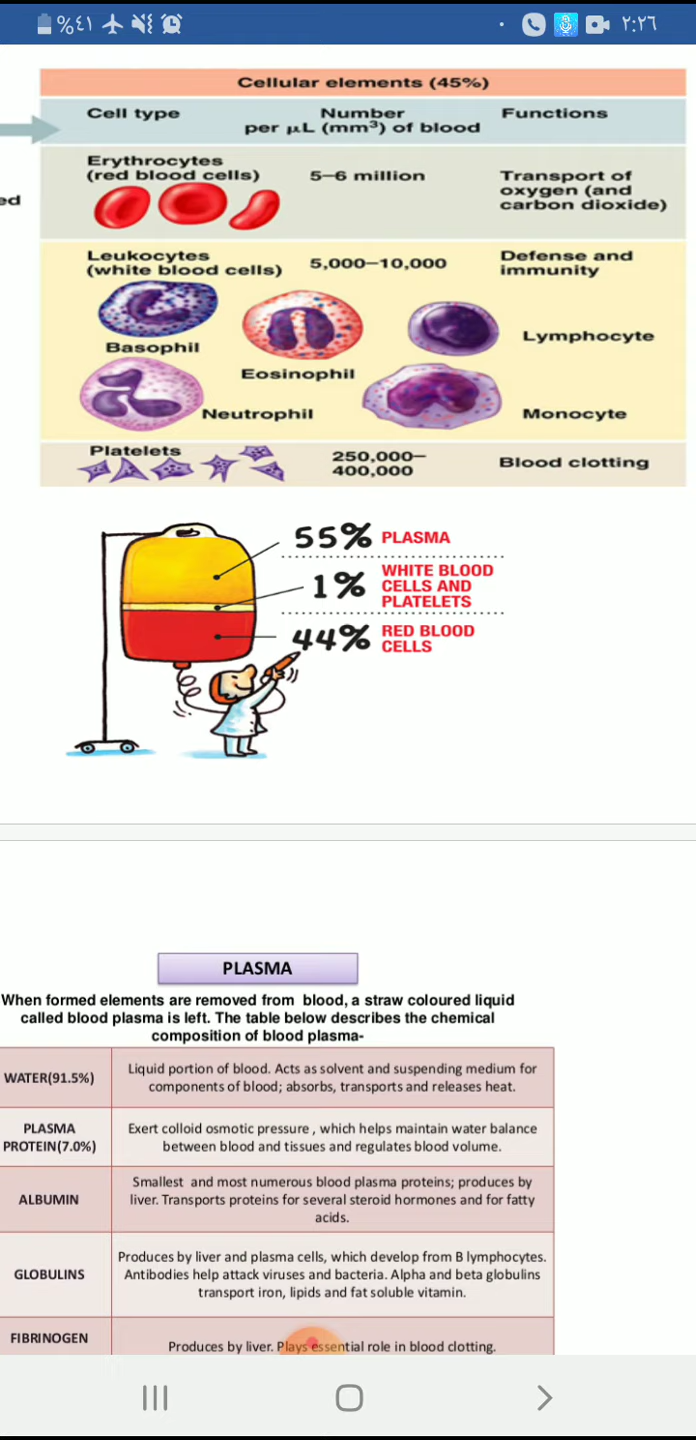 %٤١
٢:٢٦
Cellular elements (45%)
Cell type
Number
per µL (mm³) of blood
Functions
Erythrocytes
(red blood cells)
5–6 million
Transport of
oxygen (and
carbon dioxide)
ed
Leukocytes
(white blood cells)
5,000–10,000
Defense and
immunity
Basophil
Eosinophil
Lymphocyte
Neutrophil
Monocyte
Platelets
250,000–
400,000
Blood clotting
55% PLASMA
1% WHITE BLOOD
CELLS AND
PLATELETS
44% RED BLOOD
CELLS
PLASMA
When formed elements are removed from blood, a straw coloured liquid
called blood plasma is left. The table below describes the chemical
composition of blood plasma-
WATER(91.5%)
Liquid portion of blood. Acts as solvent and suspending medium for
components of blood; absorbs, transports and releases heat.
PLASMA
PROTEIN(7.0%)
Exert colloid osmotic pressure , which helps maintain water balance
between blood and tissues and regulates blood volume.
ALBUMIN
Smallest and most numerous blood plasma proteins; produces by
liver. Transports proteins for several steroid hormones and for fatty
acids.
GLOBULINS
Produces by liver and plasma cells, which develop from B lymphocytes.
Antibodies help attack viruses and bacteria. Alpha and beta globulins
transport iron, lipids and fat soluble vitamin.
FIBRINOGEN
Produces by liver. Plays essential role in blood clotting.